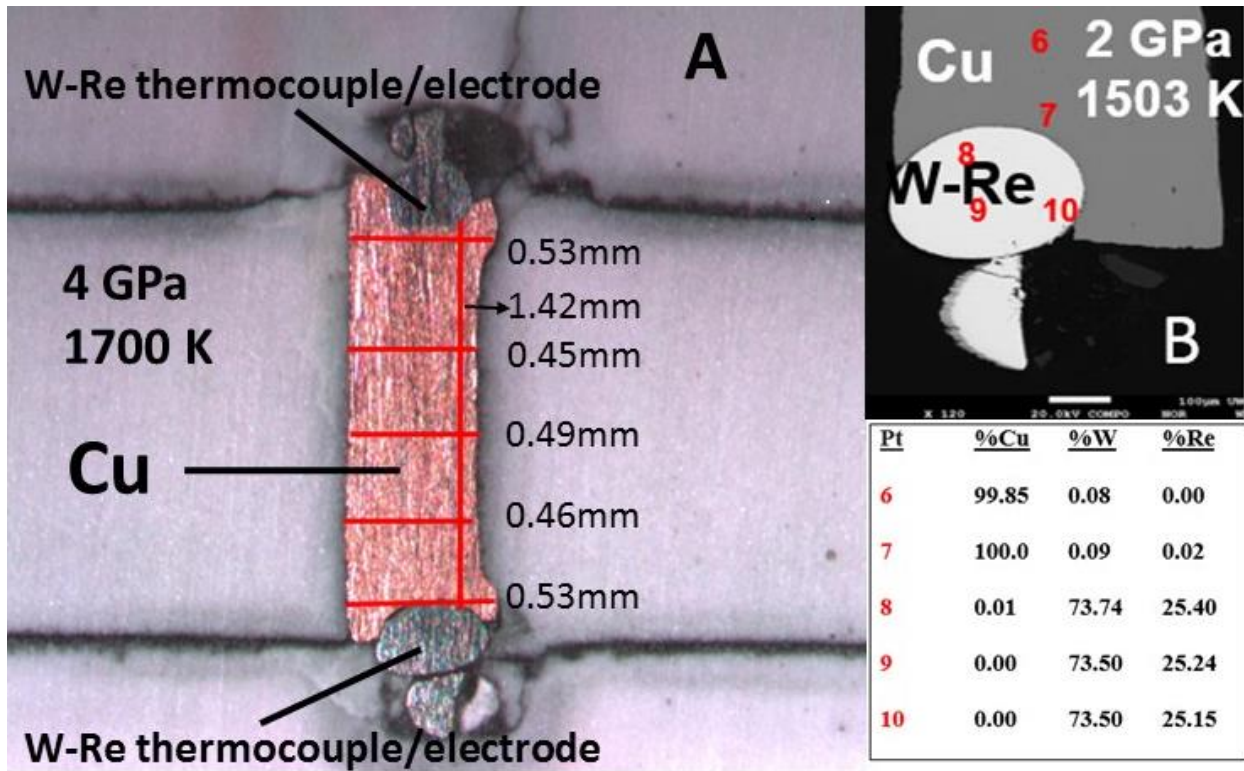 A
W-Re thermocouple/electrode
4 GPa
1700 K
Cu
0.53mm
1.42mm
0.45mm
0.49mm
0.46mm
0.53mm
W-Re thermocouple/electrode
Cu
6
2 GPa
1503 K
7
8
W-Re
9
10
B
100µm UW
X 120 20.0kV COMPO NOR
Pt %Cu %W %Re
6 99.85 0.08 0.00
7 100.0 0.09 0.02
8 0.01 73.74 25.40
9 0.00 73.50 25.24
10 0.00 73.50 25.15